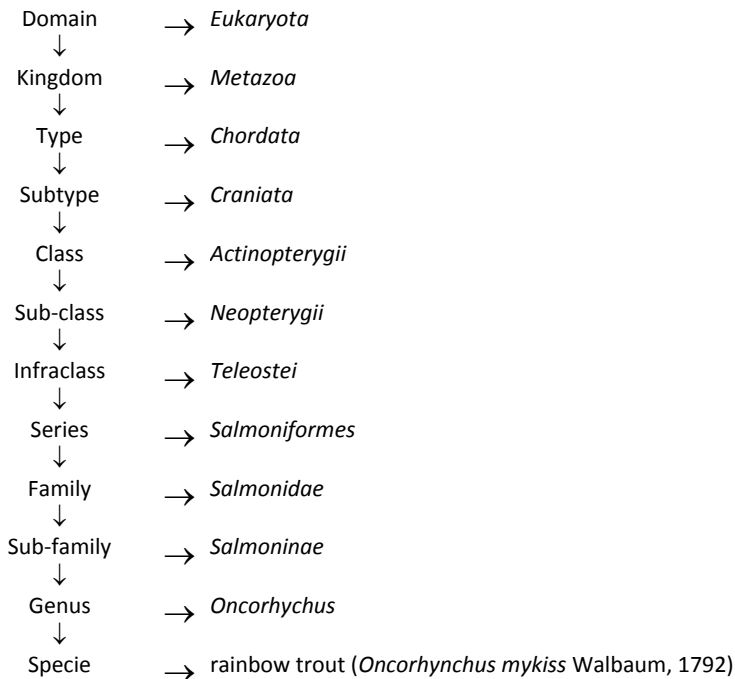 Domain → Eukaryota
↓
Kingdom → Metazoa
↓
Type → Chordata
↓
Subtype → Craniata
↓
Class → Actinopterygii
↓
Sub-class → Neopterygii
↓
Infraclass → Teleostei
↓
Series → Salmoniformes
↓
Family → Salmonidae
↓
Sub-family → Salmoninae
↓
Genus → Oncorhychus
↓
Specie → rainbow trout (Oncorhynchus mykiss Walbaum, 1792)